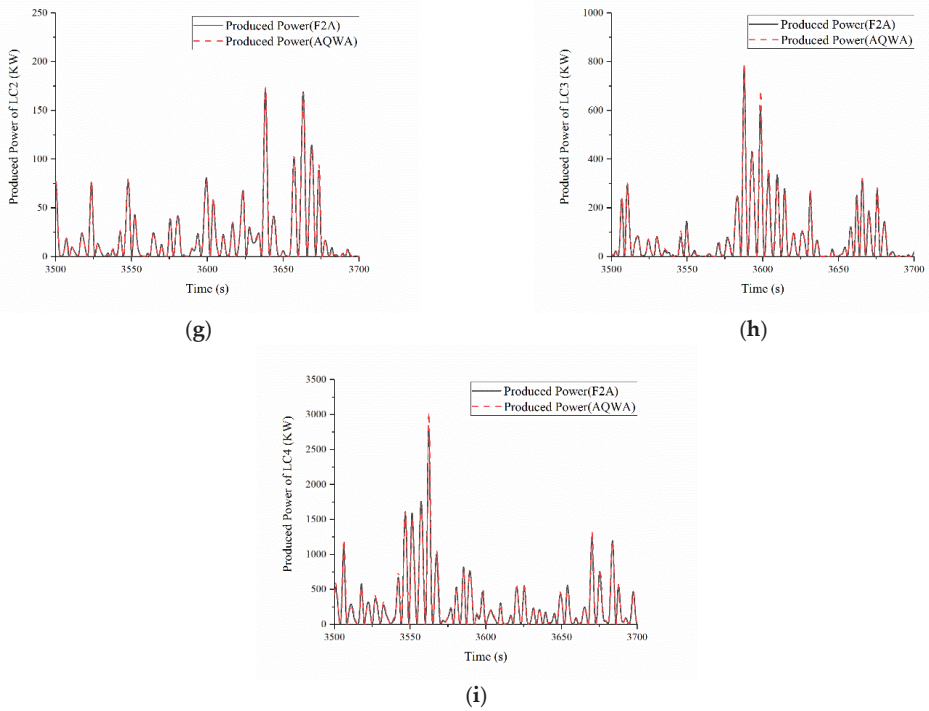 250
200
150
100
50
0
Produced Power of LC2 (KW)
Produced Power(F2A)
Produced Power(AQWA)
3500
3550
3600
3650
3700
Time (s)
(g)
1000
800
600
400
200
0
Produced Power of LC3 (KW)
Produced Power(F2A)
Produced Power(AQWA)
3500
3550
3600
3650
3700
Time (s)
(h)
3500
3000
2500
2000
1500
1000
500
0
Produced Power of LC4 (KW)
Produced Power(F2A)
Produced Power(AQWA)
3500
3550
3600
3650
3700
Time (s)
(i)